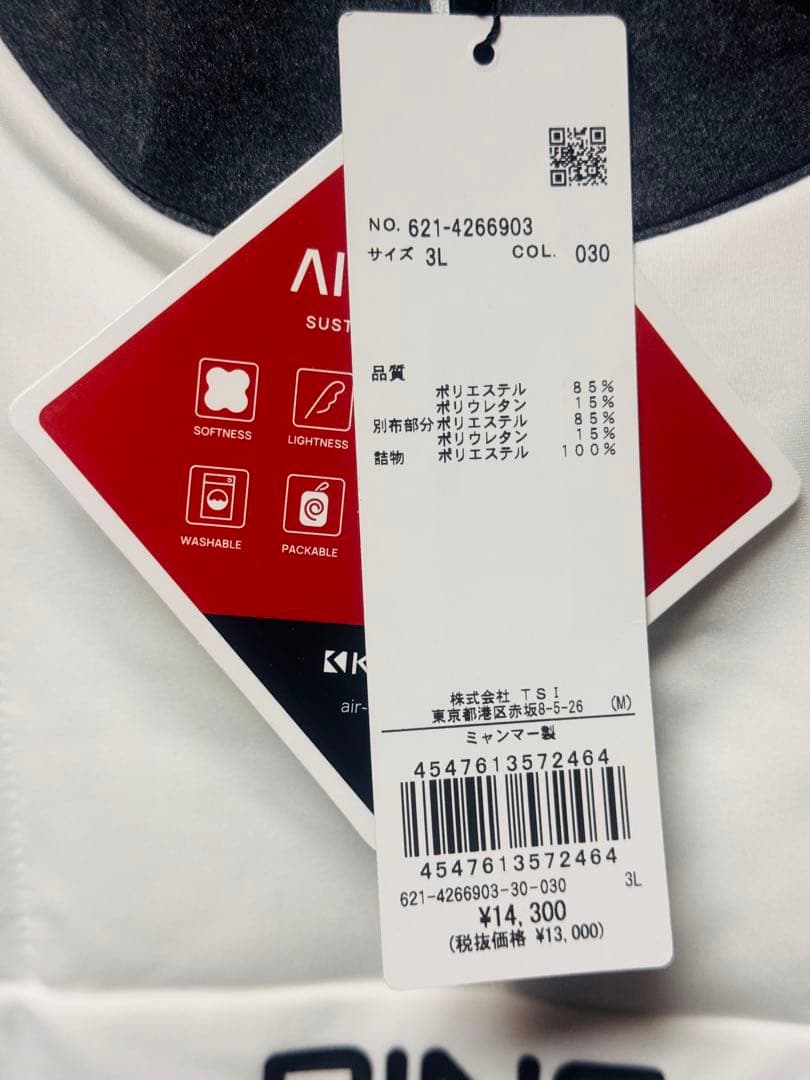 NO. 621-4266903
サイズ 3L COL. 030
品質
ポリエステル 85%
ポリウレタン 15%
別布部分 ポリエステル 85%
ポリウレタン 15%
詰物 ポリエステル 100%
株式会社 TSI
東京都港区赤坂8-5-26 (M)
ミャンマー製
4547613572464
4547613572464
621-4266903-30-030 3L
¥14,300
(税抜価格 ¥13,000)
AI
SUST
SOFTNESS
LIGHTNESS
WASHABLE
PACKABLE
K
air-